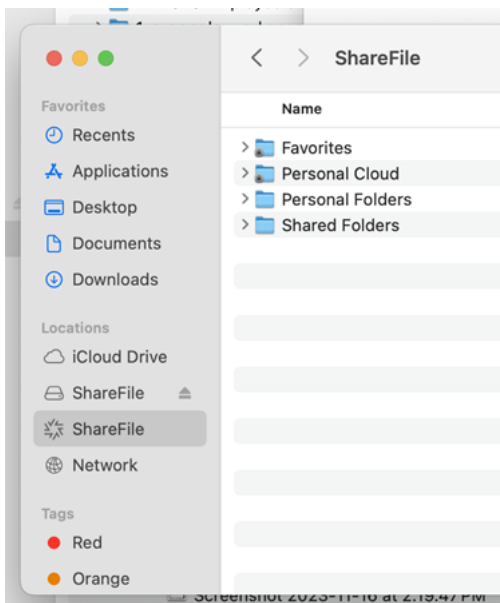 ShareFile
Favorites
Recents
Applications
Desktop
Documents
Downloads
Locations
iCloud Drive
ShareFile
ShareFile
Network
Tags
Red
Orange
Name
Favorites
Personal Cloud
Personal Folders
Shared Folders
Screenshot 2023-11-16 at 2.19.47 PM